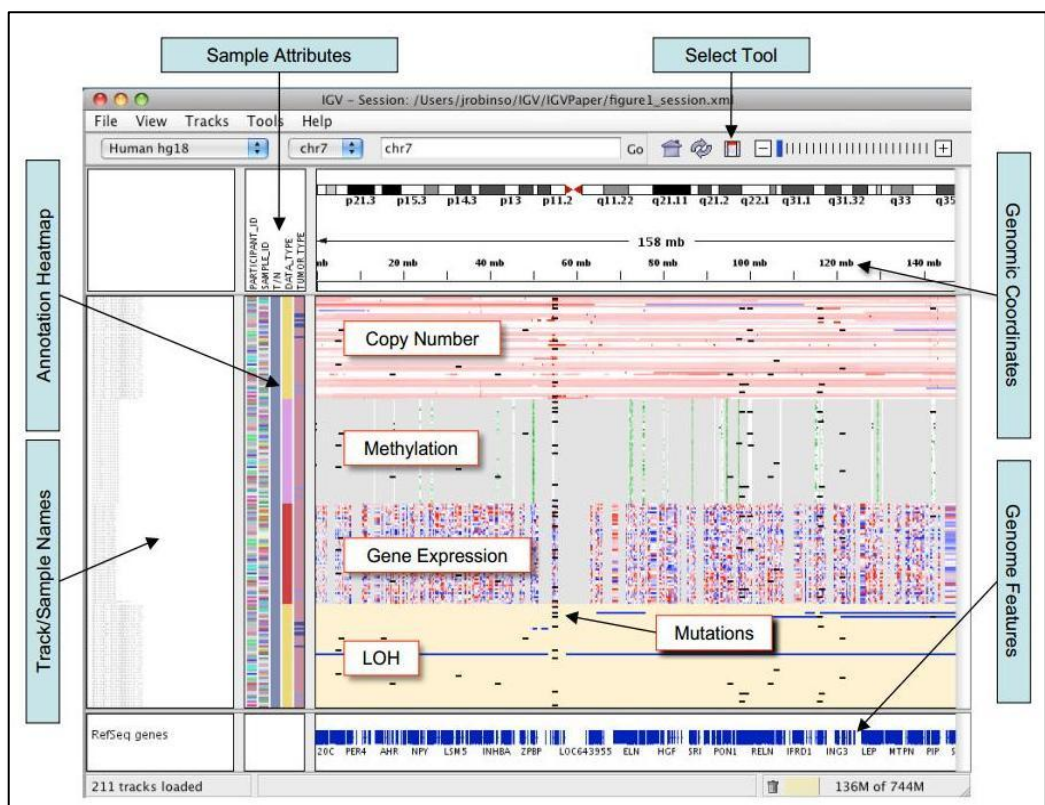 Sample Attributes
Select Tool
IGV - Session: /Users/jrobinso/IGV/IGVPaper/figure1_session.xml
File View Tracks Tools Help
Human hg18 chr7 chr7 Go
p21.3 p15.3 p14.3 p13 p11.2 q11.22 q21.11 q21.2 q22.1 q31.1 q31.32 q33 q35
158 mb
mb 20 mb 40 mb 60 mb 80 mb 100 mb 120 mb 140 mb
PARTICIPANT_ID
SAMPLE_ID
T/N
DATA_TYPE
TUMOR_TYPE
Annotation Heatmap
Track/Sample Names
Genomic Coordinates
Genome Features
Copy Number
Methylation
Gene Expression
Mutations
LOH
RefSeq genes
20C PER4 AHR NPY LSM5 INHBA ZPBP LOC643955 ELN HGF SRI PON1 RELN IFRD1 ING3 LEP MTPN PIP S
211 tracks loaded
136M of 744M